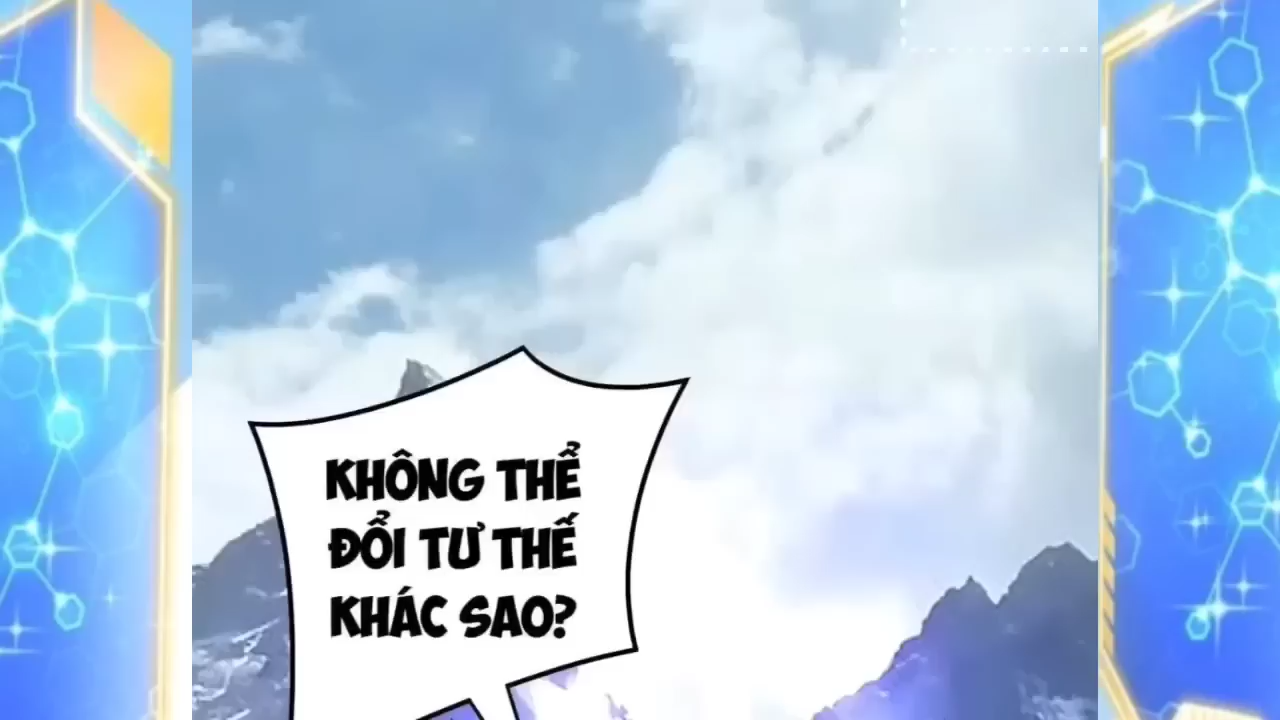 KHÔNG THỂ
ĐỔI TƯ THẾ
KHÁC SAO?